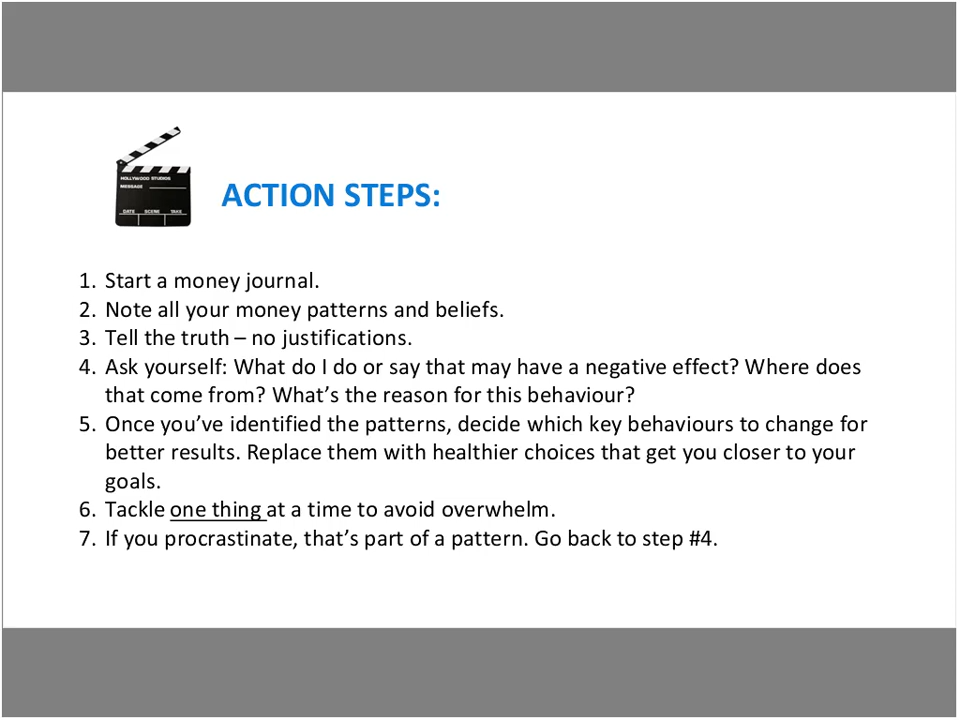 HOLLYWOOD STUDIOS
MESSAGE
DATE SCENE TAKE
ACTION STEPS:
1. Start a money journal.
2. Note all your money patterns and beliefs.
3. Tell the truth – no justifications.
4. Ask yourself: What do I do or say that may have a negative effect? Where does
that come from? What’s the reason for this behaviour?
5. Once you’ve identified the patterns, decide which key behaviours to change for
better results. Replace them with healthier choices that get you closer to your
goals.
6. Tackle one thing at a time to avoid overwhelm.
7. If you procrastinate, that’s part of a pattern. Go back to step #4.